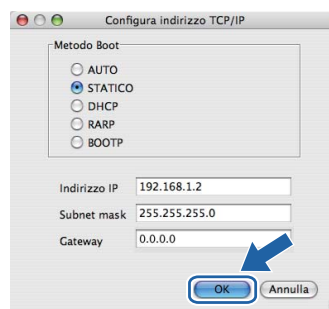 Configura indirizzo TCP/IP
Metodo Boot
AUTO
STATICO
DHCP
RARP
BOOTP
Indirizzo IP 192.168.1.2
Subnet mask 255.255.255.0
Gateway 0.0.0.0
OK Annulla